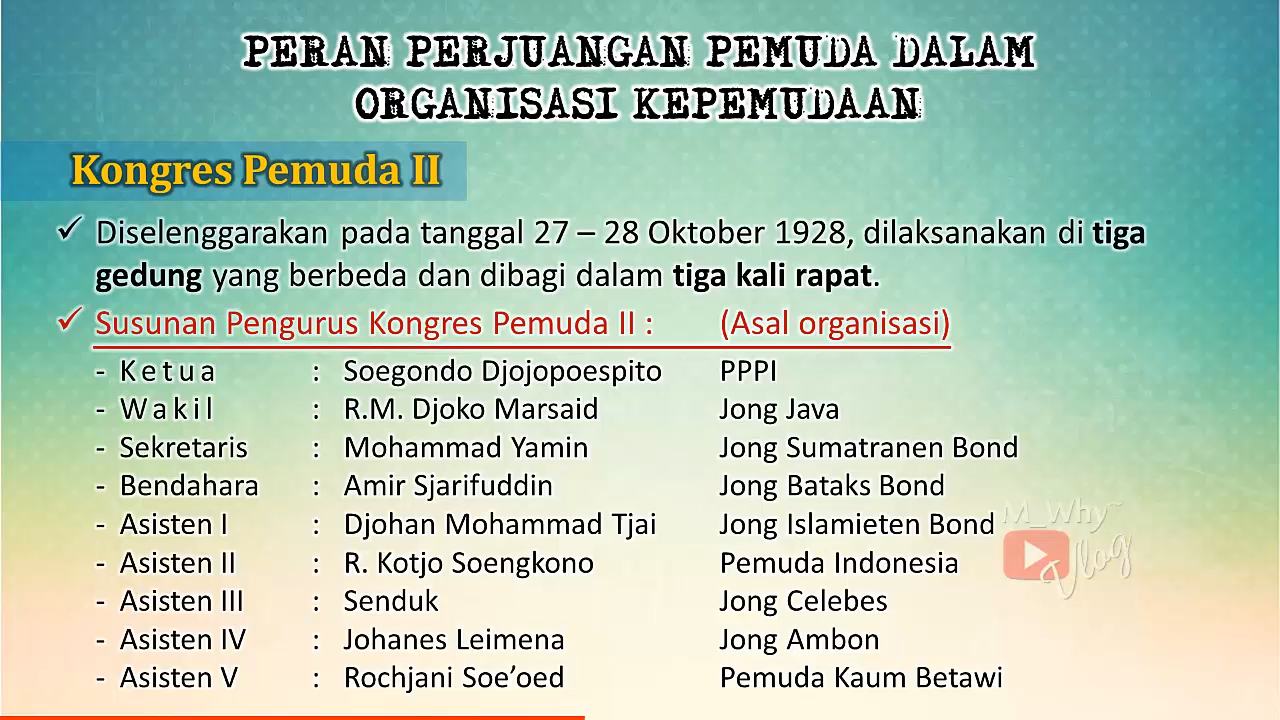 PERAN PERJUANGAN PEMUDA DALAM
ORGANISASI KEPEMUDAAN
Kongres Pemuda II
✓ Diselenggarakan pada tanggal 27 – 28 Oktober 1928, dilaksanakan di tiga
gedung yang berbeda dan dibagi dalam tiga kali rapat.
✓ Susunan Pengurus Kongres Pemuda II : (Asal organisasi)
- Ketua : Soegondo Djojopoespito PPPI
- Wakil : R.M. Djoko Marsaid Jong Java
- Sekretaris : Mohammad Yamin Jong Sumatranen Bond
- Bendahara : Amir Sjarifuddin Jong Bataks Bond
- Asisten I : Djohan Mohammad Tjai Jong Islamieten Bond
- Asisten II : R. Kotjo Soengkono Pemuda Indonesia
- Asisten III : Senduk Jong Celebes
- Asisten IV : Johanes Leimena Jong Ambon
- Asisten V : Rochjani Soe’oed Pemuda Kaum Betawi
M_Why~
Vlog